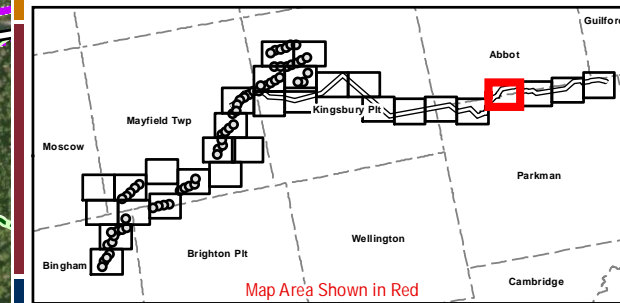 Guilford
Abbot
Kingsbury Plt
Mayfield Twp
Moscow
Parkman
Wellington
Brighton Plt
Bingham
Cambridge
Map Area Shown in Red